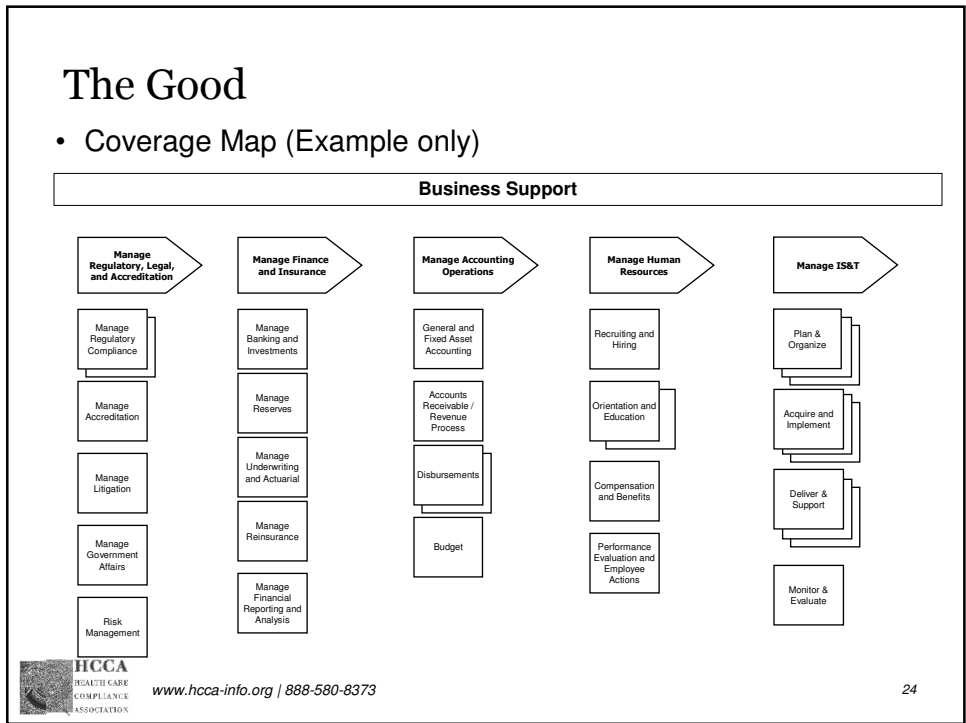 The Good
• Coverage Map (Example only)
Business Support
Manage
Regulatory, Legal,
and Accreditation
Manage Finance
and Insurance
Manage Accounting
Operations
Manage Human
Resources
Manage IS&T
Manage
Regulatory
Compliance
Manage
Accreditation
Manage
Litigation
Manage
Government
Affairs
Risk
Management
Manage
Banking and
Investments
Manage
Reserves
Manage
Underwriting
and Actuarial
Manage
Reinsurance
Manage
Financial
Reporting and
Analysis
General and
Fixed Asset
Accounting
Accounts
Receivable /
Revenue
Process
Disbursements
Budget
Recruiting and
Hiring
Orientation and
Education
Compensation
and Benefits
Performance
Evaluation and
Employee
Actions
Plan &
Organize
Acquire and
Implement
Deliver &
Support
Monitor &
Evaluate
HCCA
HEALTH CARE
COMPLIANCE
ASSOCIATION
www.hcca-info.org | 888-580-8373
24